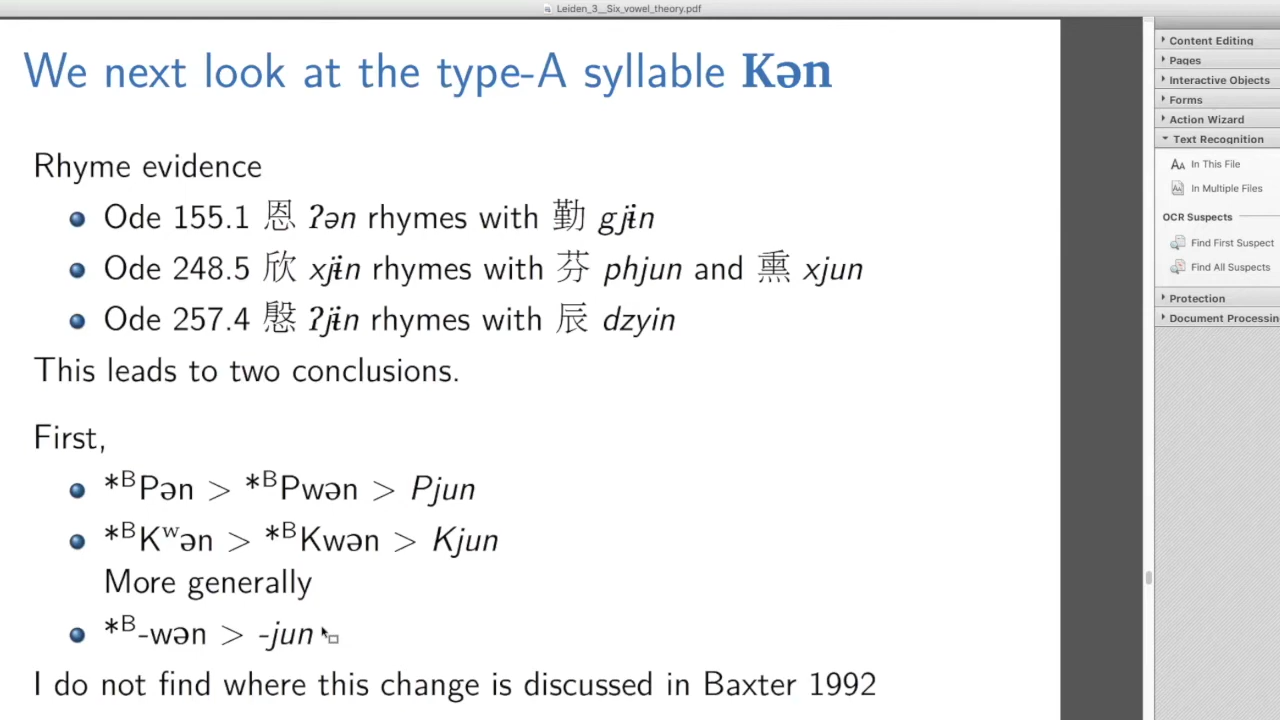 Leiden_3__Six_vowel_theory.pdf
We next look at the type-A syllable Kən
Rhyme evidence
Ode 155.1 恩 ʔən rhymes with 勤 gjɨn
Ode 248.5 欣 xjɨn rhymes with 芬 phjun and 熏 xjun
Ode 257.4 慇 ʔjɨn rhymes with 辰 dzyin
This leads to two conclusions.
First,
*ᴮPən > *ᴮPwən > Pjun
*ᴮKʷən > *ᴮKwən > Kjun
More generally
*ᴮ-wən > -jun
I do not find where this change is discussed in Baxter 1992
Content Editing
Pages
Interactive Objects
Forms
Action Wizard
Text Recognition
In This File
In Multiple Files
OCR Suspects
Find First Suspect
Find All Suspects
Protection
Document Processin